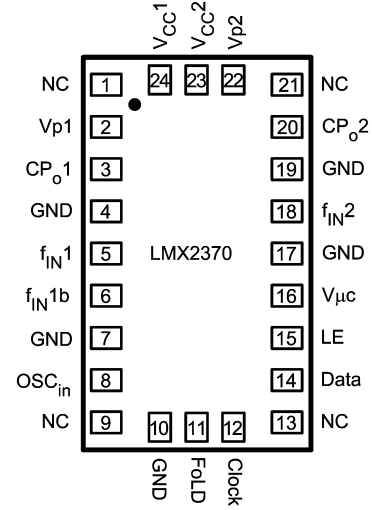 VCC1 VCC2 Vp2
24 23 22
NC 1 21 NC
Vp1 2 20 CPo2
CPo1 3 19 GND
GND 4 18 fIN2
fIN1 5 LMX2370 17 GND
fIN1b 6 16 Vμc
GND 7 15 LE
OSCin 8 14 Data
NC 9 13 NC
10 11 12
GND FoLD Clock